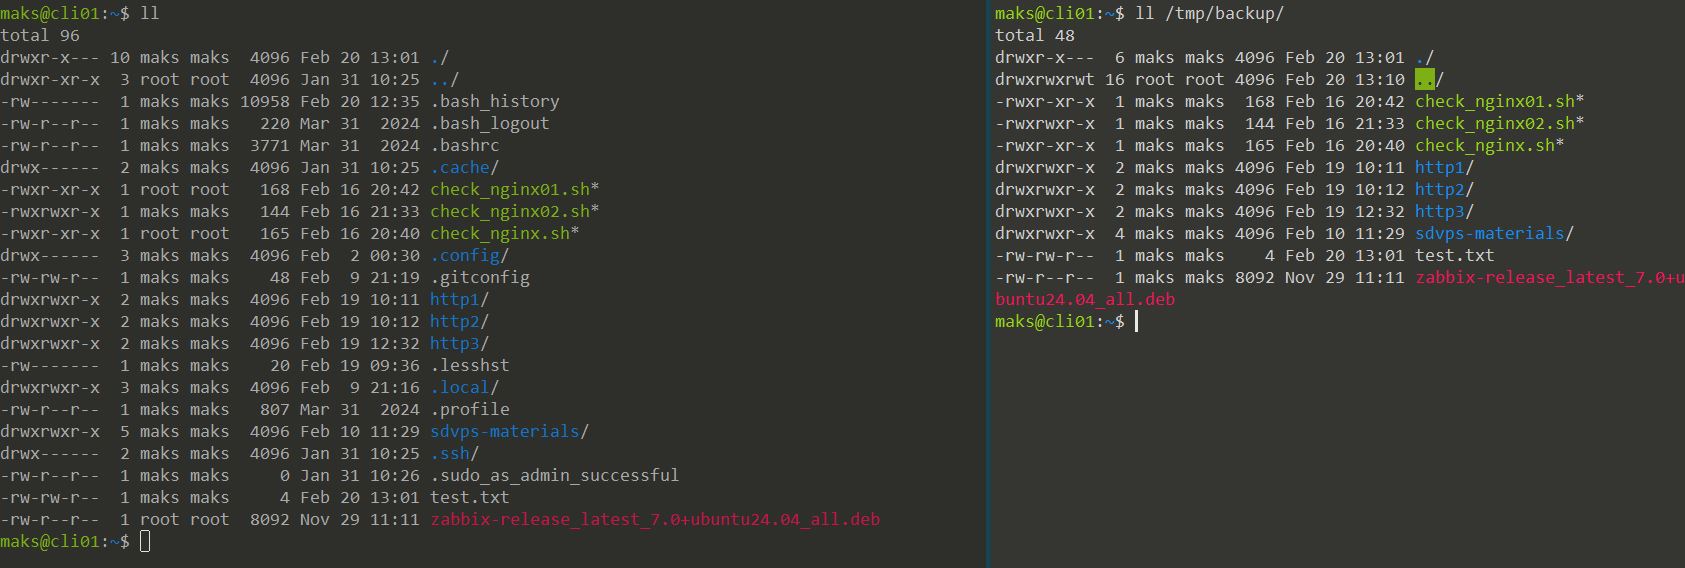 maks@cli01:~$ ll
total 96
drwxr-x--- 10 maks maks  4096 Feb 20 13:01 ./
drwxr-xr-x  3 root root  4096 Jan 31 10:25 ../
-rw-------  1 maks maks 10958 Feb 20 12:35 .bash_history
-rw-r--r--  1 maks maks   220 Mar 31  2024 .bash_logout
-rw-r--r--  1 maks maks  3771 Mar 31  2024 .bashrc
drwx------  2 maks maks  4096 Jan 31 10:25 .cache/
-rwxr-xr-x  1 root root   168 Feb 16 20:42 check_nginx01.sh*
-rwxrwxr-x  1 maks maks   144 Feb 16 21:33 check_nginx02.sh*
-rwxr-xr-x  1 root root   165 Feb 16 20:40 check_nginx.sh*
drwx------  3 maks maks  4096 Feb  2 00:30 .config/
-rw-rw-r--  1 maks maks    48 Feb  9 21:19 .gitconfig
drwxrwxr-x  2 maks maks  4096 Feb 19 10:11 http1/
drwxrwxr-x  2 maks maks  4096 Feb 19 10:12 http2/
drwxrwxr-x  2 maks maks  4096 Feb 19 12:32 http3/
-rw-------  1 maks maks    20 Feb 19 09:36 .lesshst
drwxrwxr-x  3 maks maks  4096 Feb  9 21:16 .local/
-rw-r--r--  1 maks maks   807 Mar 31  2024 .profile
drwxrwxr-x  5 maks maks  4096 Feb 10 11:29 sdvps-materials/
drwx------  2 maks maks  4096 Jan 31 10:25 .ssh/
-rw-r--r--  1 maks maks     0 Jan 31 10:26 .sudo_as_admin_successful
-rw-rw-r--  1 maks maks     4 Feb 20 13:01 test.txt
-rw-r--r--  1 root root  8092 Nov 29 11:11 zabbix-release_latest_7.0+ubuntu24.04_all.deb
maks@cli01:~$
maks@cli01:~$ ll /tmp/backup/
total 48
drwxr-x---  6 maks maks 4096 Feb 20 13:01 ./
drwxrwxrwt 16 root root 4096 Feb 20 13:10 ../
-rwxr-xr-x  1 maks maks  168 Feb 16 20:42 check_nginx01.sh*
-rwxrwxr-x  1 maks maks  144 Feb 16 21:33 check_nginx02.sh*
-rwxr-xr-x  1 maks maks  165 Feb 16 20:40 check_nginx.sh*
drwxrwxr-x  2 maks maks 4096 Feb 19 10:11 http1/
drwxrwxr-x  2 maks maks 4096 Feb 19 10:12 http2/
drwxrwxr-x  2 maks maks 4096 Feb 19 12:32 http3/
drwxrwxr-x  4 maks maks 4096 Feb 10 11:29 sdvps-materials/
-rw-rw-r--  1 maks maks    4 Feb 20 13:01 test.txt
-rw-r--r--  1 maks maks 8092 Nov 29 11:11 zabbix-release_latest_7.0+u
buntu24.04_all.deb
maks@cli01:~$